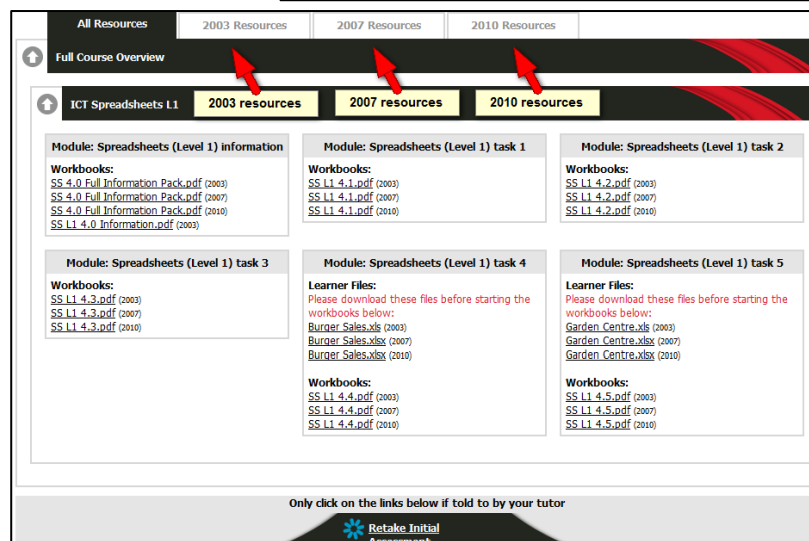 All Resources
2003 Resources
2007 Resources
2010 Resources
Full Course Overview
ICT Spreadsheets L1
2003 resources
2007 resources
2010 resources
Module: Spreadsheets (Level 1) information
Workbooks:
SS 4.0 Full Information Pack.pdf (2003)
SS 4.0 Full Information Pack.pdf (2007)
SS 4.0 Full Information Pack.pdf (2010)
SS L1 4.0 Information.pdf (2003)
Module: Spreadsheets (Level 1) task 1
Workbooks:
SS L1 4.1.pdf (2003)
SS L1 4.1.pdf (2007)
SS L1 4.1.pdf (2010)
Module: Spreadsheets (Level 1) task 2
Workbooks:
SS L1 4.2.pdf (2003)
SS L1 4.2.pdf (2007)
SS L1 4.2.pdf (2010)
Module: Spreadsheets (Level 1) task 3
Workbooks:
SS L1 4.3.pdf (2003)
SS L1 4.3.pdf (2007)
SS L1 4.3.pdf (2010)
Module: Spreadsheets (Level 1) task 4
Learner Files:
Please download these files before starting the
workbooks below:
Burger Sales.xls (2003)
Burger Sales.xlsx (2007)
Burger Sales.xlsx (2010)
Workbooks:
SS L1 4.4.pdf (2003)
SS L1 4.4.pdf (2007)
SS L1 4.4.pdf (2010)
Module: Spreadsheets (Level 1) task 5
Learner Files:
Please download these files before starting the
workbooks below:
Garden Centre.xls (2003)
Garden Centre.xlsx (2007)
Garden Centre.xlsx (2010)
Workbooks:
SS L1 4.5.pdf (2003)
SS L1 4.5.pdf (2007)
SS L1 4.5.pdf (2010)
Only click on the links below if told to by your tutor
Retake Initial
Assessment